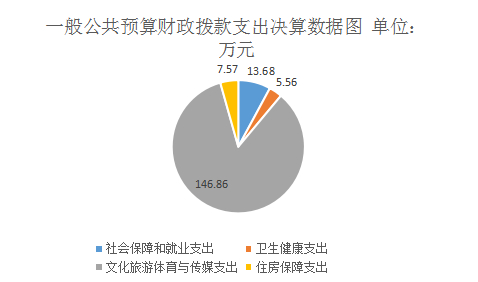 一般公共预算财政拨款支出决算数据图 单位：
万元
7.57
13.68
5.56
146.86
社会保障和就业支出
卫生健康支出
文化旅游体育与传媒支出
住房保障支出